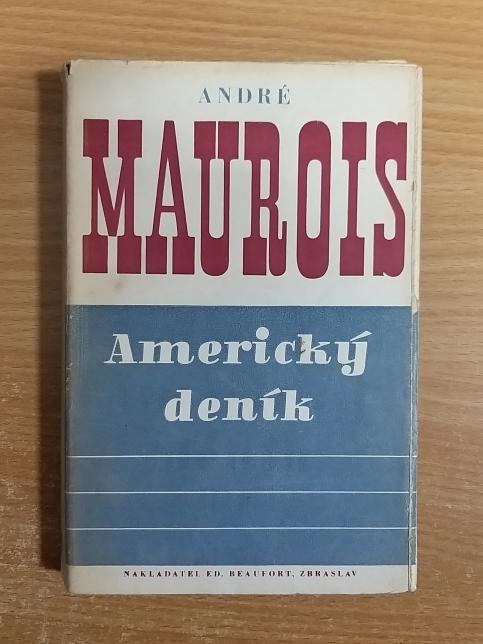 ANDRÉ
MAUROIS
Americký
deník
NAKLADATEL ED. BEAUFORT, ZBRASLAV